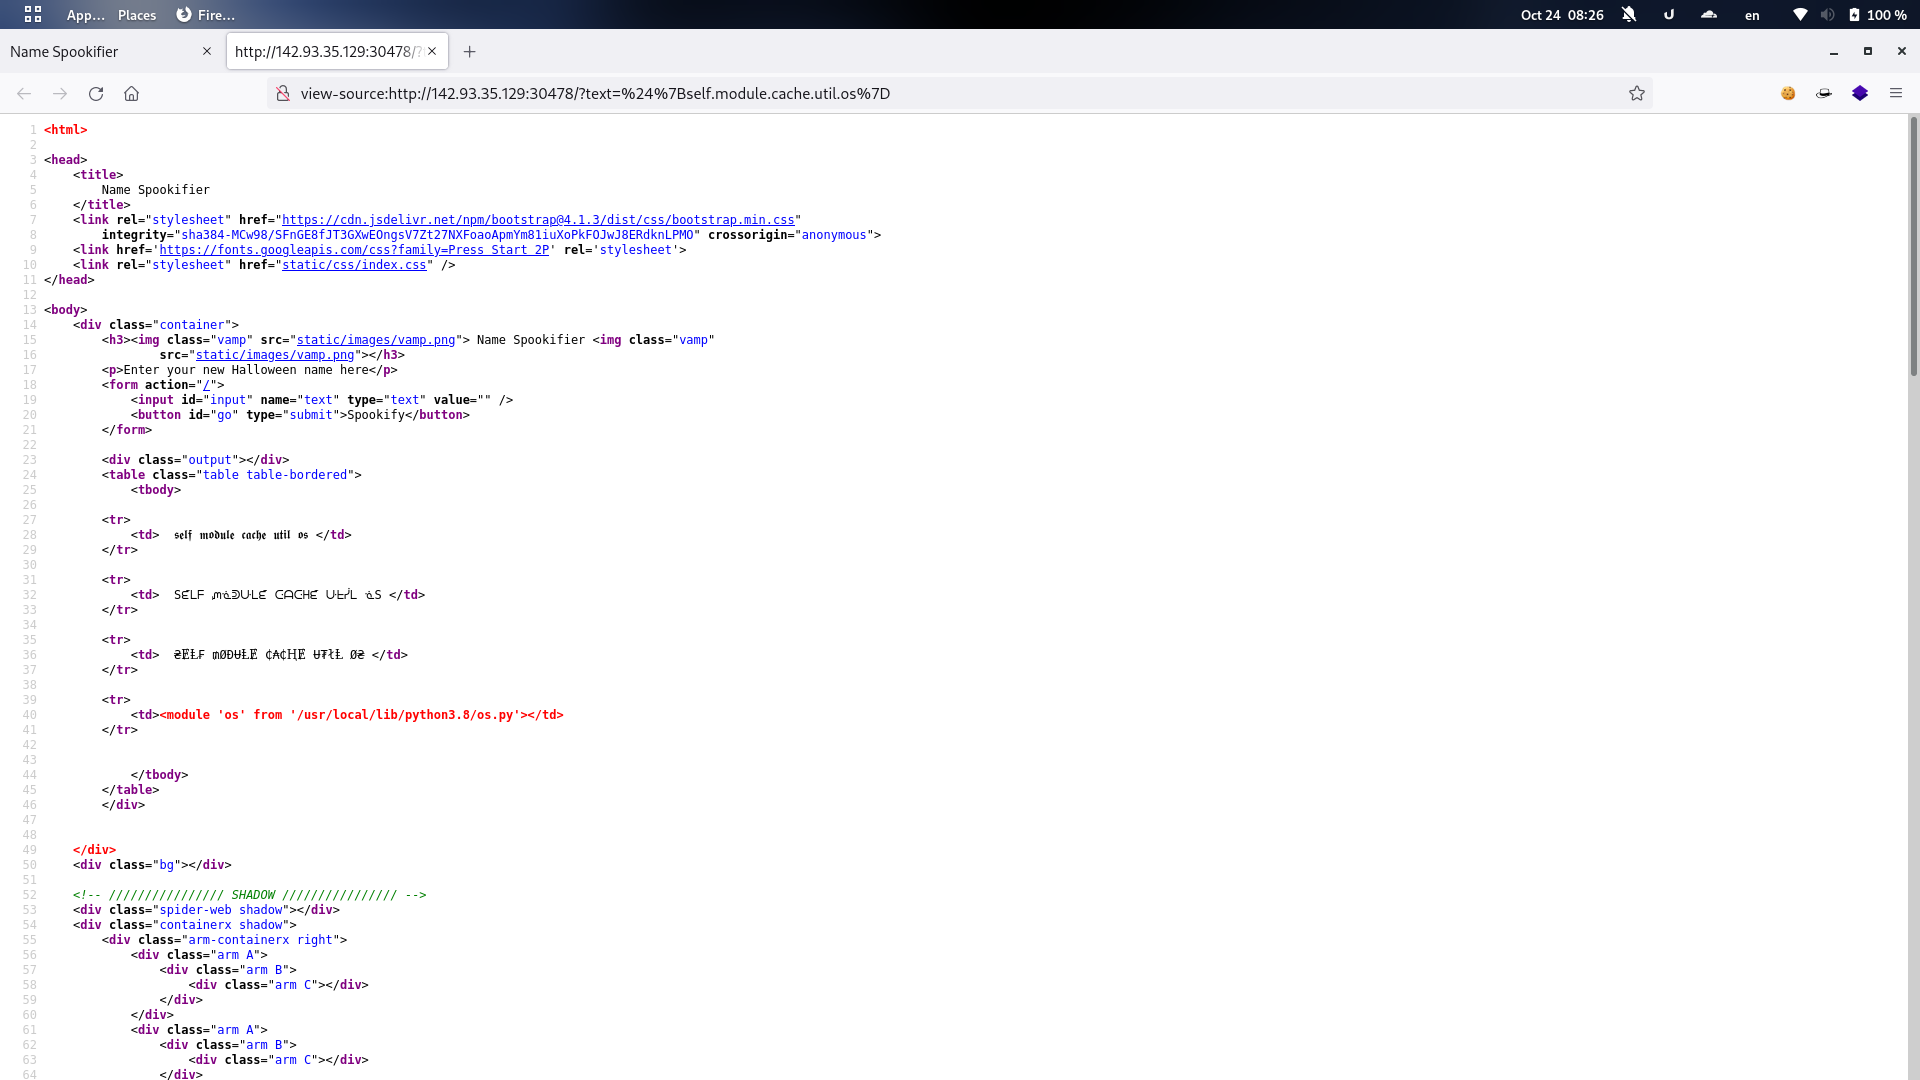 App... Places Fire... Oct 24 08:26 en 100 %
Name Spookifier http://142.93.35.129:30478/?
view-source:http://142.93.35.129:30478/?text=%24%7Bself.module.cache.util.os%7D
1 <html>
2
3 <head>
4 <title>
5 Name Spookifier
6 </title>
7 <link rel="stylesheet" href="https://cdn.jsdelivr.net/npm/bootstrap@4.1.3/dist/css/bootstrap.min.css"
8 integrity="sha384-MCw98/SFnGE8fJT3GXwEOngsV7Zt27NXFoaoApmYm81iuXoPkFOJwJ8ERdknLPMO" crossorigin="anonymous">
9 <link href='https://fonts.googleapis.com/css?family=Press Start 2P' rel='stylesheet'>
10 <link rel="stylesheet" href="static/css/index.css" />
11 </head>
12
13 <body>
14 <div class="container">
15 <h3><img class="vamp" src="static/images/vamp.png"> Name Spookifier <img class="vamp"
16 src="static/images/vamp.png"></h3>
17 <p>Enter your new Halloween name here</p>
18 <form action="/">
19 <input id="input" name="text" type="text" value="" />
20 <button id="go" type="submit">Spookify</button>
21 </form>
22
23 <div class="output"></div>
24 <table class="table table-bordered">
25 <tbody>
26
27 <tr>
28 <td> 𝖘𝖊𝖑𝖋 𝖒𝖔𝖉𝖚𝖑𝖊 𝖈𝖆𝖈𝖍𝖊 𝖚𝖙𝖎𝖑 𝖔𝖘 </td>
29 </tr>
30
31 <tr>
32 <td> </td>
33 </tr>
34
35 <tr>
36 <td> ₴ɆⱠ₣ ₥ØĐɄⱠɆ ₵₳₵ⱧɆ Ʉ₮łⱠ Ø₴ </td>
37 </tr>
38
39 <tr>
40 <td><module 'os' from '/usr/local/lib/python3.8/os.py'></td>
41 </tr>
42
43
44 </tbody>
45 </table>
46 </div>
47
48
49 </div>
50 <div class="bg"></div>
51
52 <!-- //////////////// SHADOW //////////////// -->
53 <div class="spider-web shadow"></div>
54 <div class="containerx shadow">
55 <div class="arm-containerx right">
56 <div class="arm A">
57 <div class="arm B">
58 <div class="arm C"></div>
59 </div>
60 </div>
61 <div class="arm A">
62 <div class="arm B">
63 <div class="arm C"></div>
64 </div>